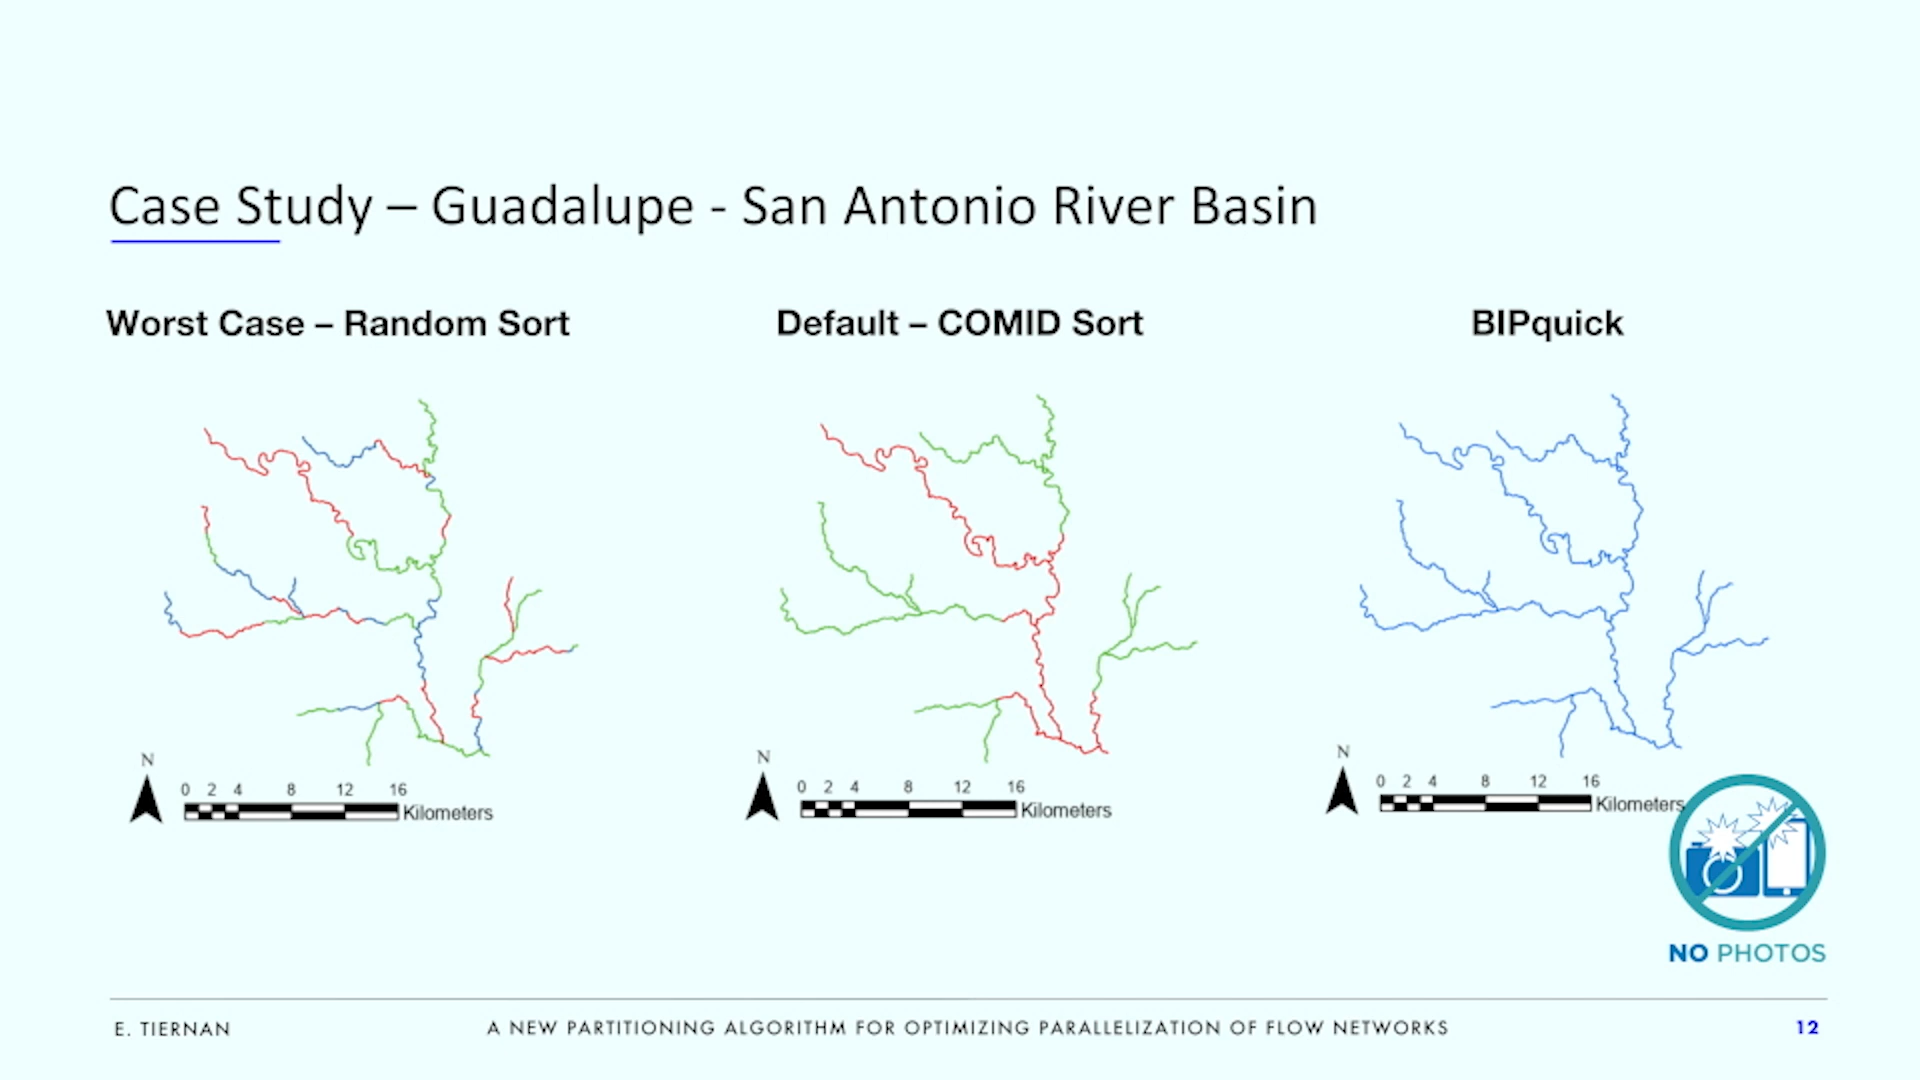 Case Study – Guadalupe - San Antonio River Basin
Worst Case – Random Sort
Default – COMID Sort
BIPquick
N
0 2 4 8 12 16
Kilometers
N
0 2 4 8 12 16
Kilometers
N
0 2 4 8 12 16
Kilometers
NO PHOTOS
E. TIERNAN
A NEW PARTITIONING ALGORITHM FOR OPTIMIZING PARALLELIZATION OF FLOW NETWORKS
12